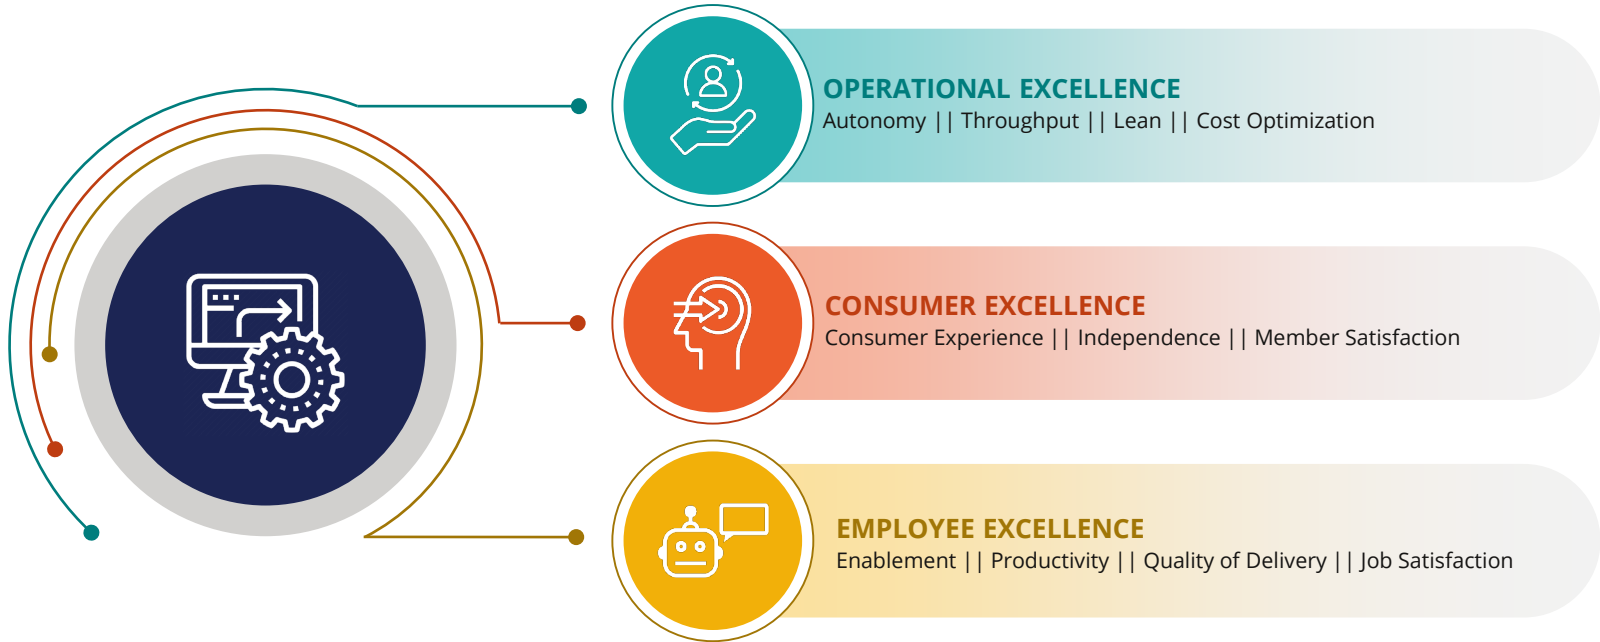 OPERATIONAL EXCELLENCE
Autonomy || Throughput || Lean || Cost Optimization
CONSUMER EXCELLENCE
Consumer Experience || Independence || Member Satisfaction
EMPLOYEE EXCELLENCE
Enablement || Productivity || Quality of Delivery || Job Satisfaction